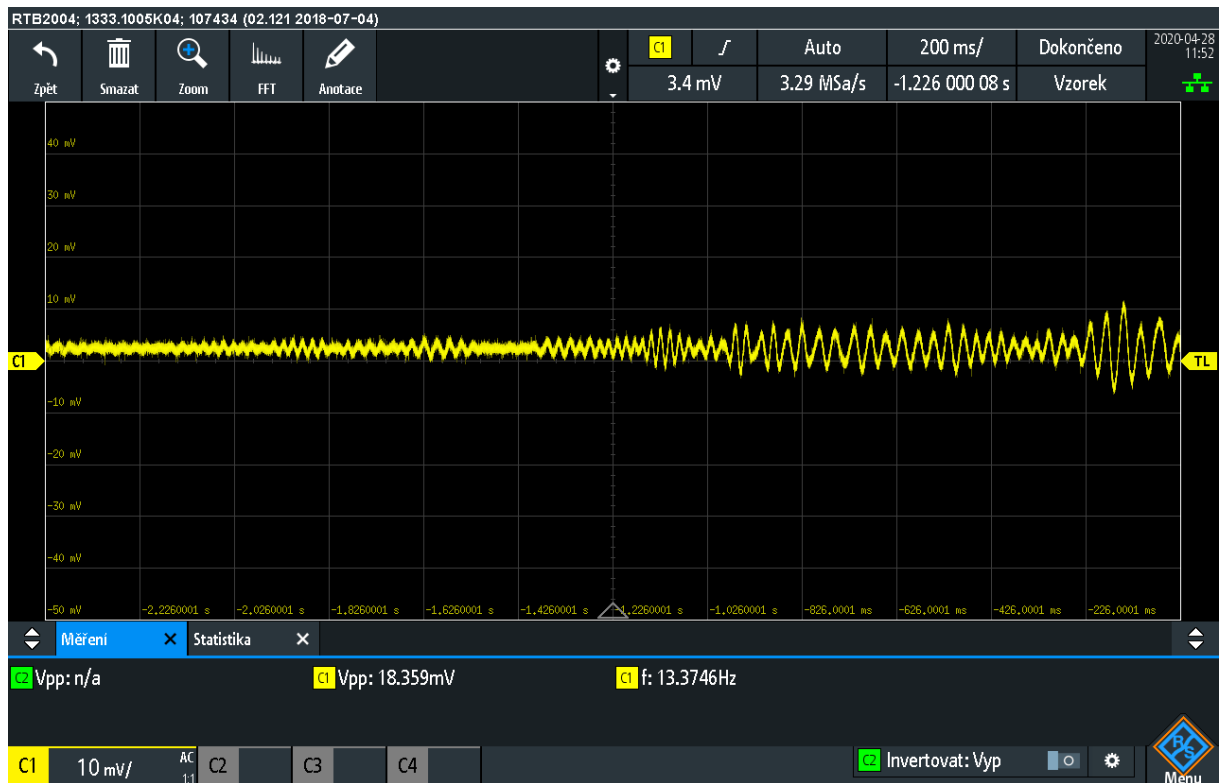 RTB2004; 1333.1005K04; 107434 (02.121 2018-07-04)
C1 Auto 200 ms/ Dokončeno 2020-04-28
11:52
3.4 mV 3.29 MSa/s -1.226 000 08 s Vzorek
Zpět Smazat Zoom FFT Anotace
40 mV
30 mV
20 mV
10 mV
C1 TL
-10 mV
-20 mV
-30 mV
-40 mV
-50 mV -2,2260001 s -2,0260001 s -1,8260001 s -1,6260001 s -1,4260001 s -1,2260001 s -1,0260001 s -826,0001 ms -626,0001 ms -426,0001 ms -226,0001 ms
Měření Statistika
C2 Vpp: n/a C1 Vpp: 18.359mV C1 f: 13.3746Hz
C1 10 mV/ AC 1:1 C2 C3 C4 C2 Invertovat: Vyp R&S
Menu